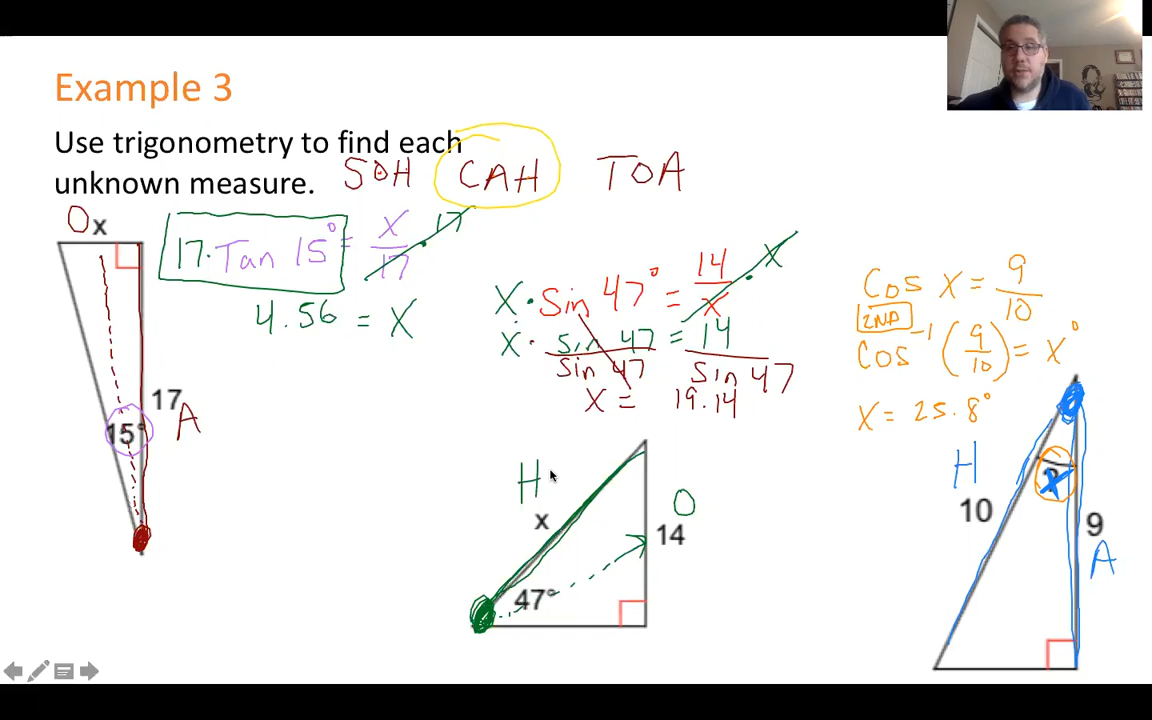 Example 3
Use trigonometry to find each
unknown measure.
SOH CAH TOA
O x
17 · Tan 15° = x/17 · 17
4.56 = x
17
A
15°
x · Sin 47° = 14/x · x
x · sin 47/sin 47 = 14/sin 47
x = 19.14
H
x
O
14
47°
Cos x = 9/10
2ND
Cos⁻¹ (9/10) = x°
x = 25.8°
H
10
x
9
A